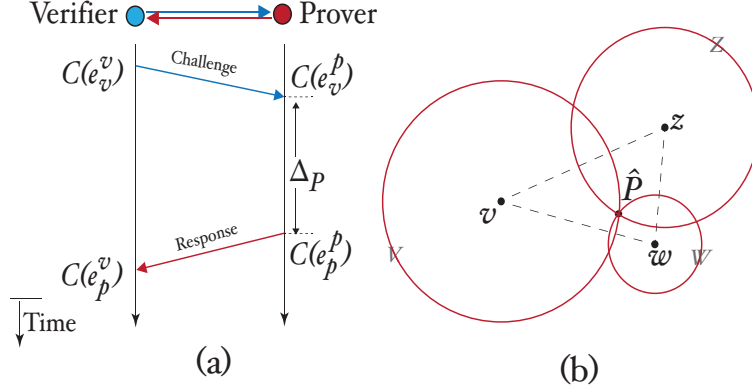 Verifier Prover
C(e_v^v) Challenge C(e_v^p)
Δ_P
Response
C(e_p^v) C(e_p^p)
Time
(a)
Z
z
P̂
v
V w W
(b)